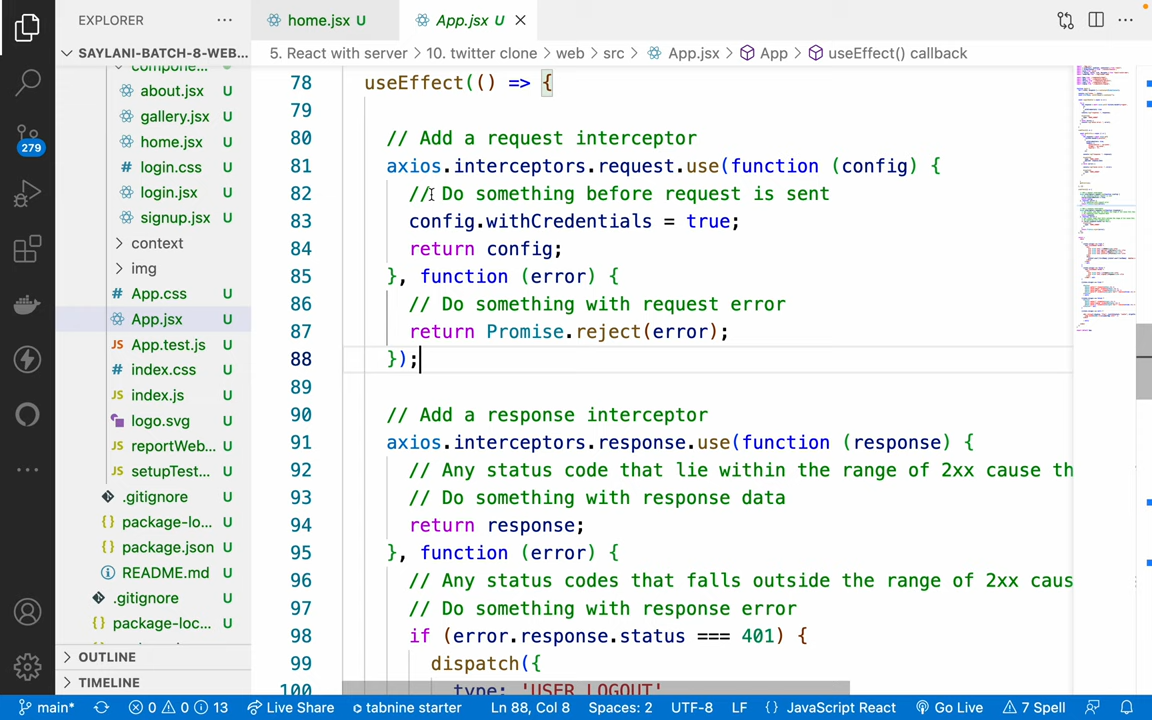 EXPLORER
SAYLANI-BATCH-8-WEB...
componente...
about.jsx U
gallery.jsx U
home.jsx U
login.css U
login.jsx U
signup.jsx U
context
img
App.css U
App.jsx U
App.test.js U
index.css U
index.js U
logo.svg U
reportWeb... U
setupTest... U
.gitignore U
package-lo... U
package.json U
README.md U
.gitignore U
package-loc... U
OUTLINE
TIMELINE
279
home.jsx U
App.jsx U
5. React with server > 10. twitter clone > web > src > App.jsx > App > useEffect() callback
78 useEffect(() => {
79
80 // Add a request interceptor
81 axios.interceptors.request.use(function (config) {
82 // Do something before request is sent
83 config.withCredentials = true;
84 return config;
85 }, function (error) {
86 // Do something with request error
87 return Promise.reject(error);
88 });
89
90 // Add a response interceptor
91 axios.interceptors.response.use(function (response) {
92 // Any status code that lie within the range of 2xx cause th
93 // Do something with response data
94 return response;
95 }, function (error) {
96 // Any status codes that falls outside the range of 2xx caus
97 // Do something with response error
98 if (error.response.status === 401) {
99 dispatch({
100 type: 'USER_LOGOUT'
main* 0 0 13 Live Share tabnine starter Ln 88, Col 8 Spaces: 2 UTF-8 LF {} JavaScript React Go Live 7 Spell